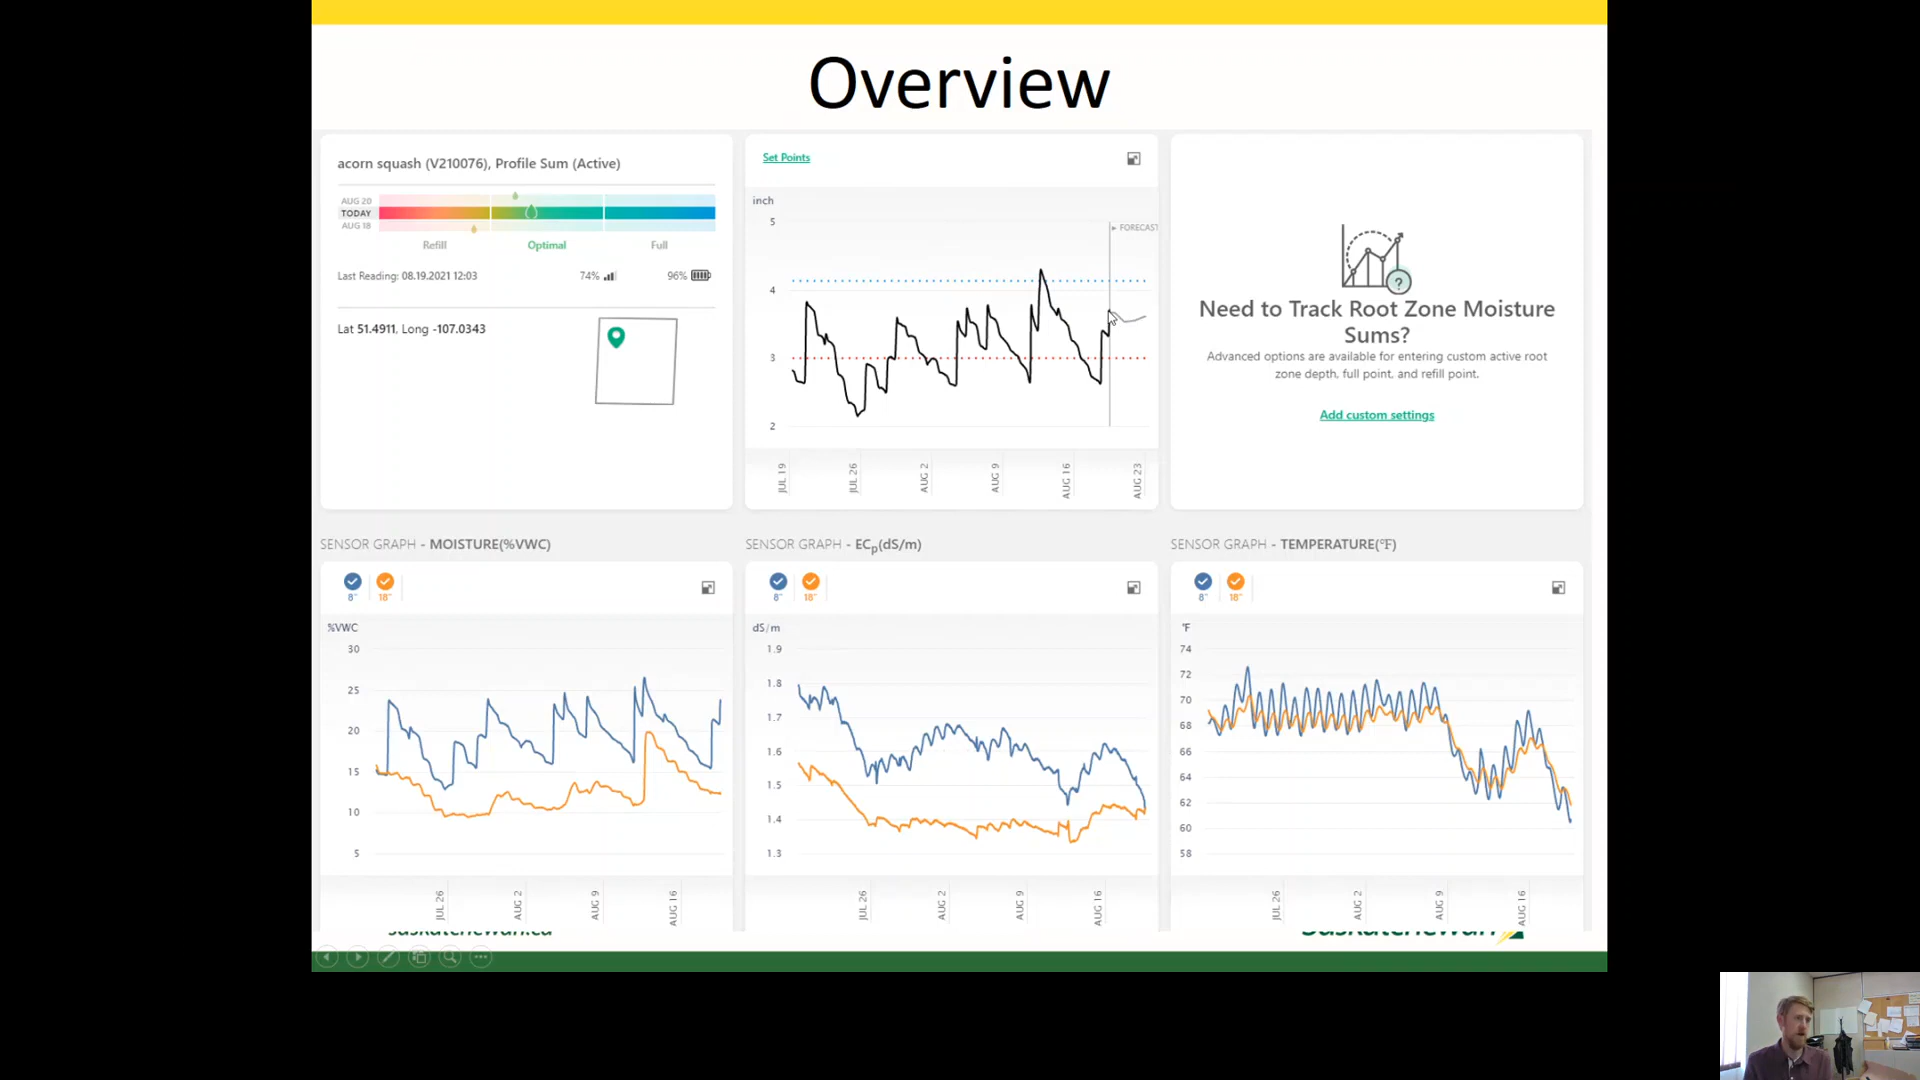 Overview
acorn squash (V210076), Profile Sum (Active)
AUG 20
TODAY
AUG 18
Refill Optimal Full
Last Reading: 08.19.2021 12:03 74% 96%
Lat 51.4911, Long -107.0343
Set Points
inch
5
FORECAST
4
3
2
JUL 19 JUL 26 AUG 2 AUG 9 AUG 16 AUG 23
?
Need to Track Root Zone Moisture
Sums?
Advanced options are available for entering custom active root
zone depth, full point, and refill point.
Add custom settings
SENSOR GRAPH - MOISTURE(%VWC)
8" 18"
%VWC
30
25
20
15
10
5
JUL 26 AUG 2 AUG 9 AUG 16
SENSOR GRAPH - ECp(dS/m)
8" 18"
dS/m
1.9
1.8
1.7
1.6
1.5
1.4
1.3
JUL 26 AUG 2 AUG 9 AUG 16
SENSOR GRAPH - TEMPERATURE(°F)
8" 18"
°F
74
72
70
68
66
64
62
60
58
JUL 26 AUG 2 AUG 9 AUG 16
saskatchewan.ca
Saskatchewan